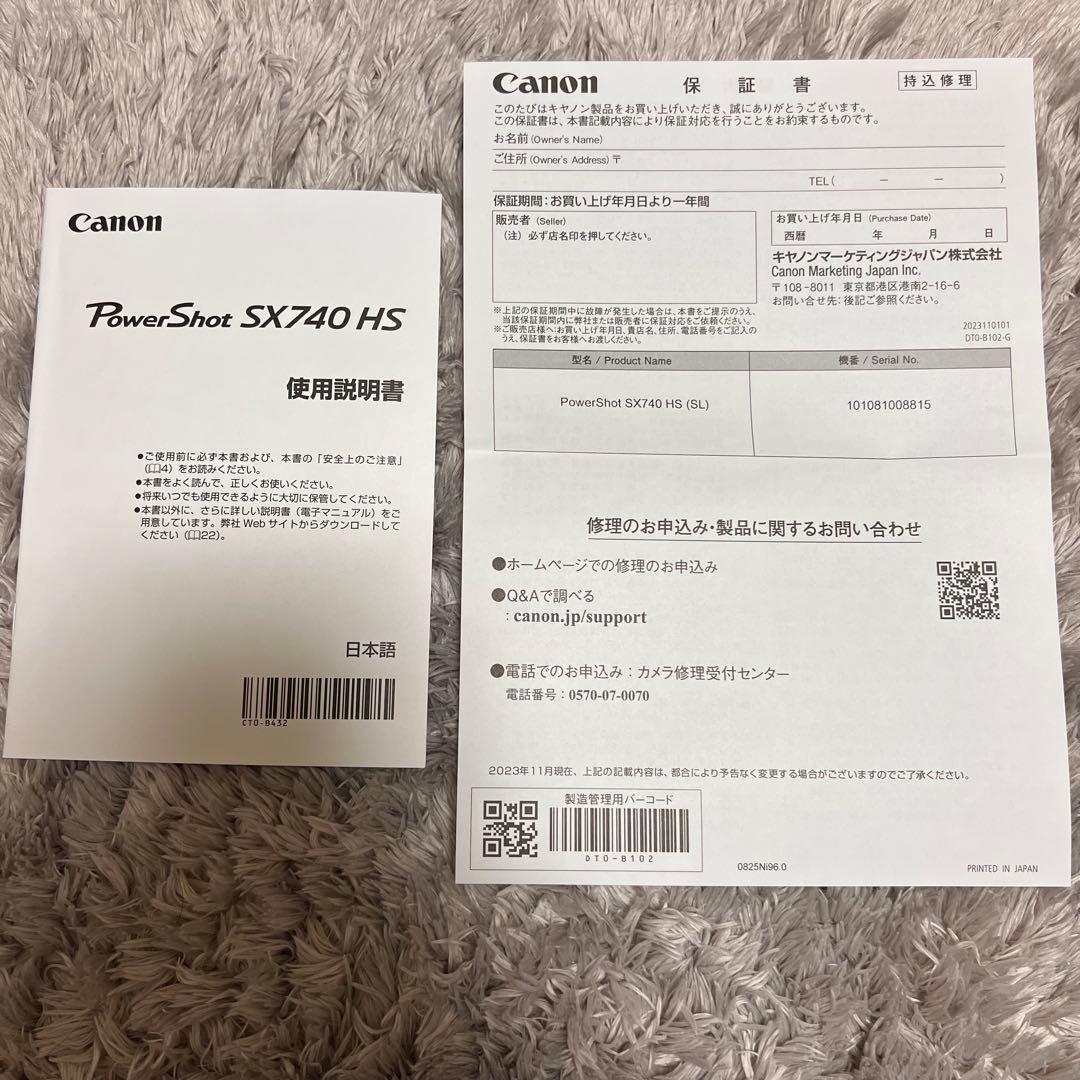 Canon
PowerShot SX740 HS
使用説明書
●ご使用前に必ず本書および、本書の「安全上のご注意」
（📖4）をお読みください。
●本書をよく読んで、正しくお使いください。
●将来いつでも使用できるように大切に保管してください。
●本書以外に、さらに詳しい説明書（電子マニュアル）をご
用意しています。弊社 Web サイトからダウンロードして
ください（📖22）。
日本語
CT0-B432
Canon 保証書 持込修理
このたびはキヤノン製品をお買い上げいただき、誠にありがとうございます。
この保証書は、本書記載内容により保証対応を行うことをお約束するものです。
お名前 (Owner's Name)
ご住所 (Owner's Address) 〒
TEL ( － － )
保証期間：お買い上げ年月日より一年間
販売者 (Seller)
（注）必ず店名印を押してください。
お買い上げ年月日 (Purchase Date)
西暦 年 月 日
キヤノンマーケティングジャパン株式会社
Canon Marketing Japan Inc.
〒108-8011 東京都港区港南2-16-6
お問い合せ先：後記ご参照ください。
※上記の保証期間中に故障が発生した場合は、本書をご提示のうえ、
当該保証期間内に弊社または販売者に保証対応をご依頼ください。
※ご販売店様へ：お買い上げ年月日、貴店名、住所、電話番号をご記入の
うえ、保証書をお客様へお渡しください。
2023110101
DT0-B102-G
型名 / Product Name 機番 / Serial No.
PowerShot SX740 HS (SL) 101081008815
修理のお申込み・製品に関するお問い合わせ
●ホームページでの修理のお申込み
●Q&Aで調べる
：canon.jp/support
●電話でのお申込み：カメラ修理受付センター
電話番号：0570-07-0070
2023年11月現在、上記の記載内容は、都合により予告なく変更する場合がございますのでご了承ください。
製造管理用バーコード
DT0-B102
0825Ni96.0
PRINTED IN JAPAN